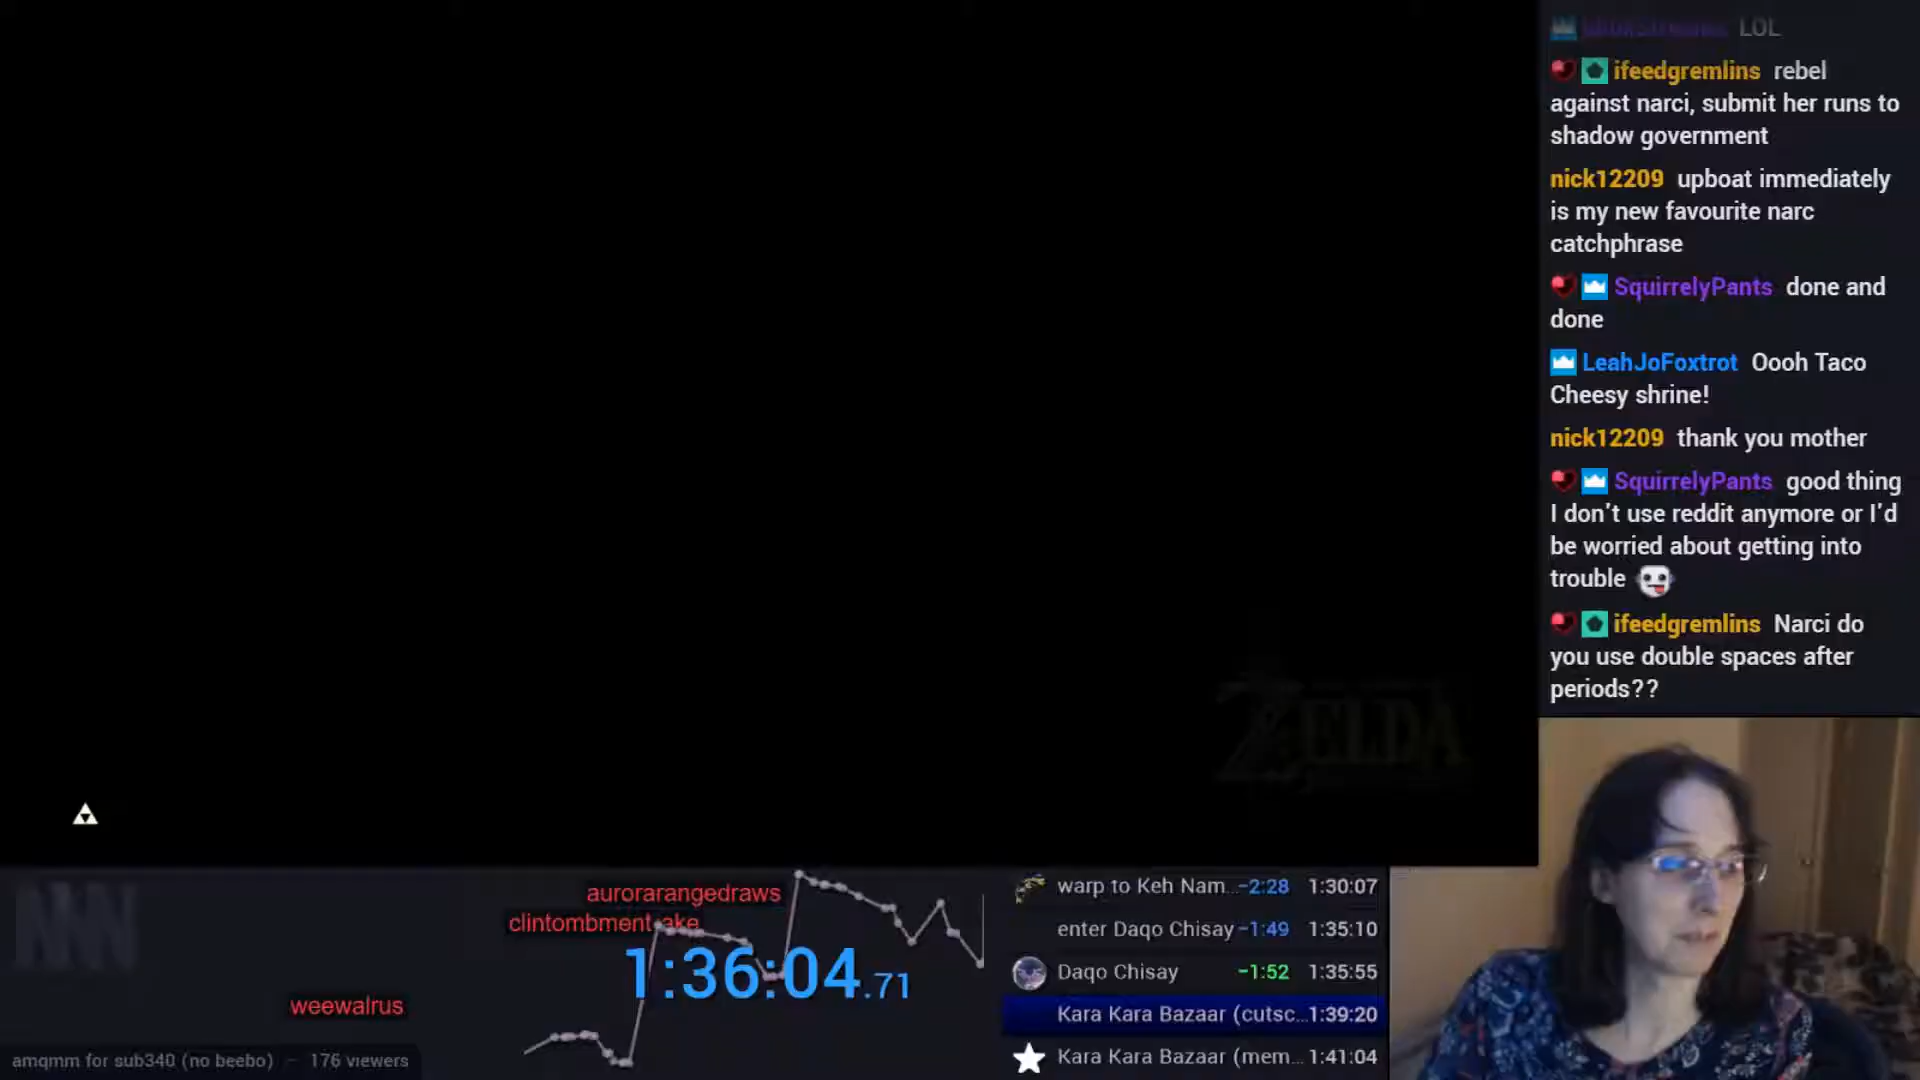 LOL
ifeedgremlins rebel
against narci, submit her runs to
shadow government
nick12209 upboat immediately
is my new favourite narc
catchphrase
SquirrelyPants done and
done
LeahJoFoxtrot Oooh Taco
Cheesy shrine!
nick12209 thank you mother
SquirrelyPants good thing
I don't use reddit anymore or I'd
be worried about getting into
trouble
ifeedgremlins Narci do
you use double spaces after
periods??
ZELDA
aurorarangedraws
clintombment
weewalrus
1:36:04.71
amqmm for sub340 (no beebo) – 176 viewers
warp to Keh Nam... -2:28 1:30:07
enter Daqo Chisay -1:49 1:35:10
Daqo Chisay -1:52 1:35:55
Kara Kara Bazaar (cutsc... 1:39:20
Kara Kara Bazaar (mem... 1:41:04